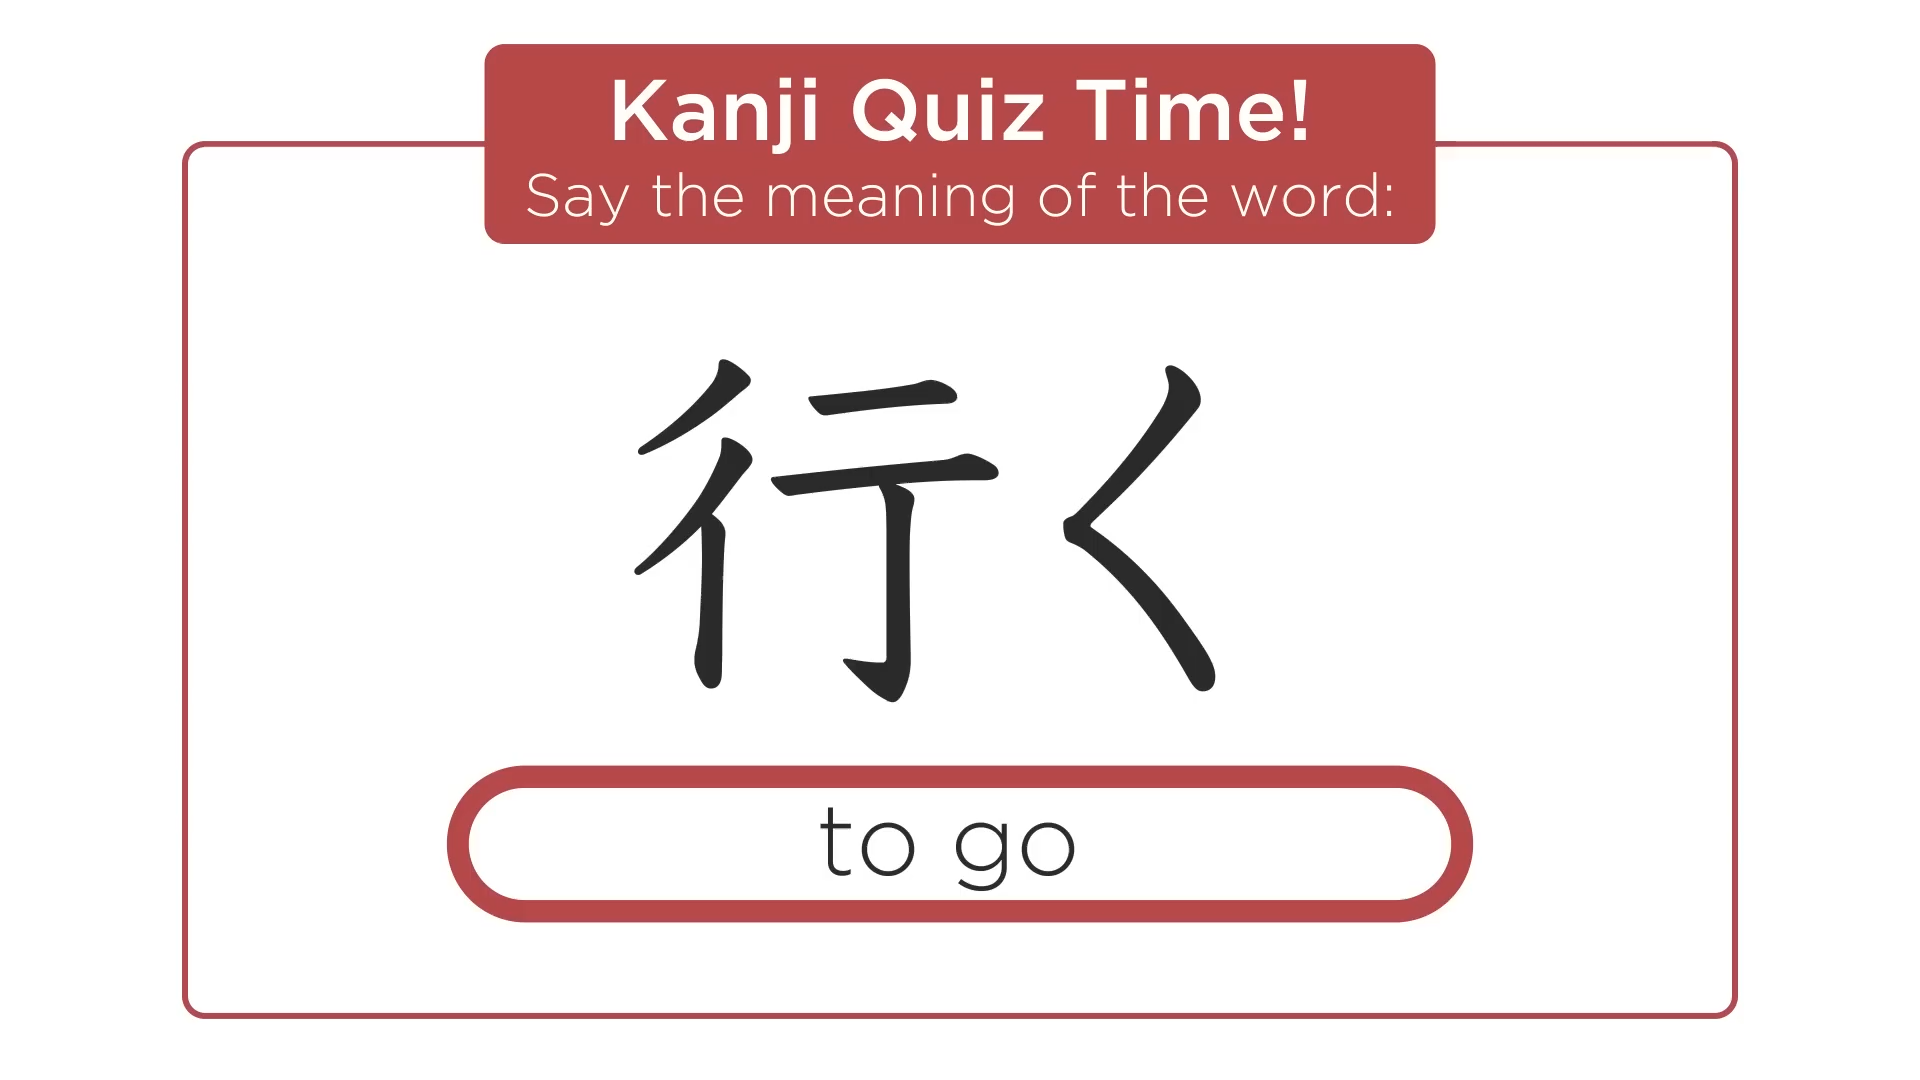 Kanji Quiz Time!
Say the meaning of the word:
行く
to go